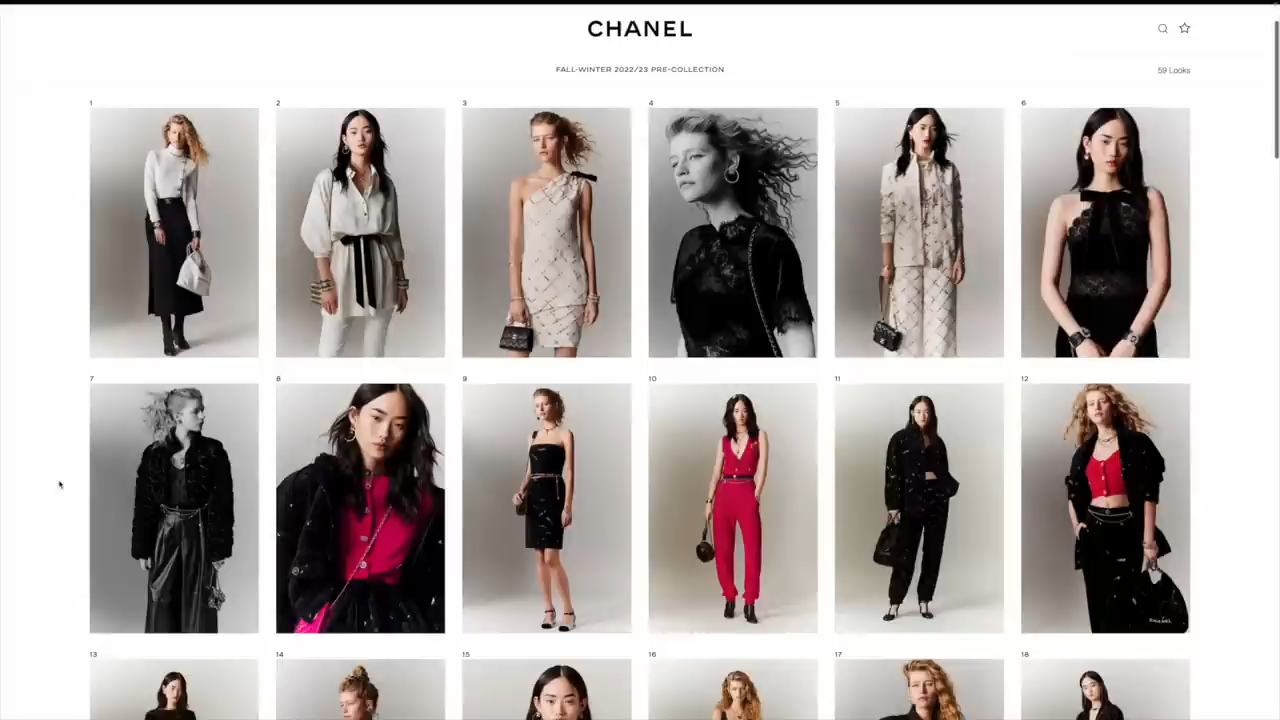 CHANEL
FALL-WINTER 2022/23 PRE-COLLECTION
59 Looks
1 2 3 4 5 6
7 8 9 10 11 12
13 14 15 16 17 18